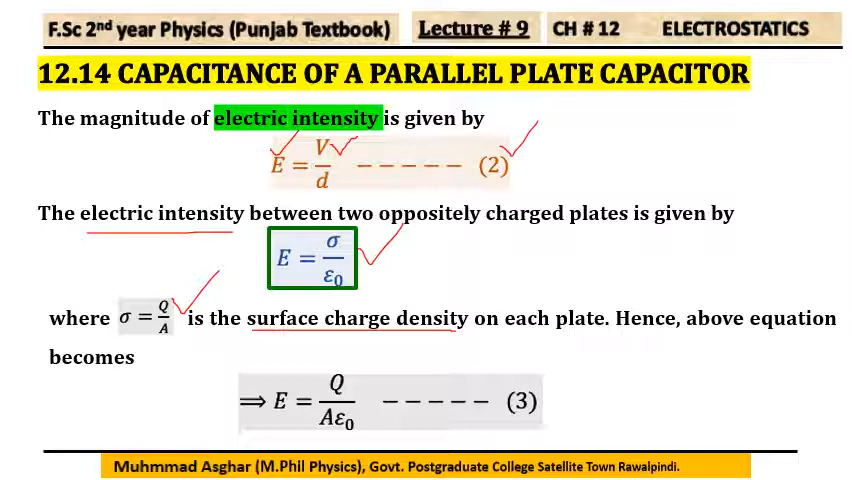 F.Sc 2nd year Physics (Punjab Textbook) Lecture # 9 CH # 12 ELECTROSTATICS
12.14 CAPACITANCE OF A PARALLEL PLATE CAPACITOR
The magnitude of electric intensity is given by
E = V/d − − − − − (2)
The electric intensity between two oppositely charged plates is given by
E = σ/ε₀
where σ = Q/A is the surface charge density on each plate. Hence, above equation
becomes
⟹ E = Q/Aε₀ − − − − − (3)
Muhmmad Asghar (M.Phil Physics), Govt. Postgraduate College Satellite Town Rawalpindi.